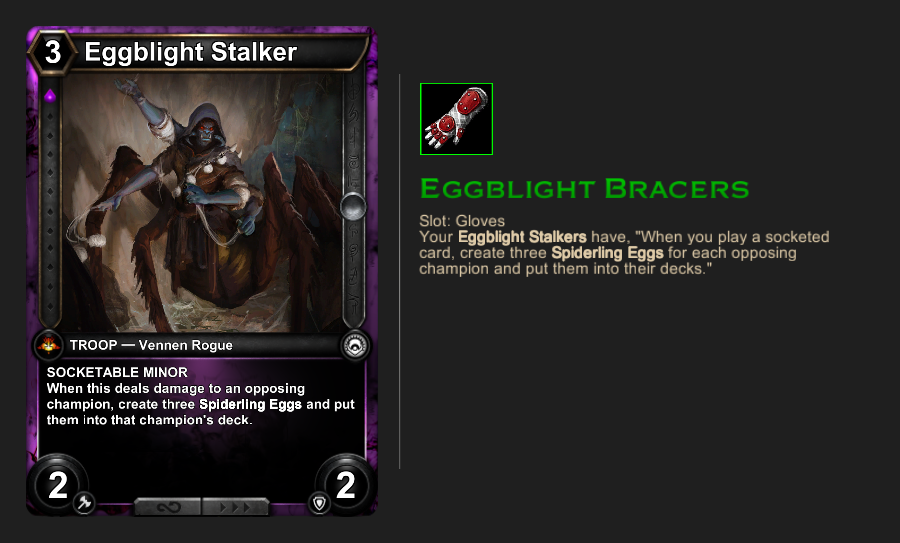 3 Eggblight Stalker
TROOP — Vennen Rogue
SOCKETABLE MINOR
When this deals damage to an opposing
champion, create three Spiderling Eggs and put
them into that champion's deck.
2
2
EGGBLIGHT BRACERS
Slot: Gloves
Your Eggblight Stalkers have, "When you play a socketed
card, create three Spiderling Eggs for each opposing
champion and put them into their decks."